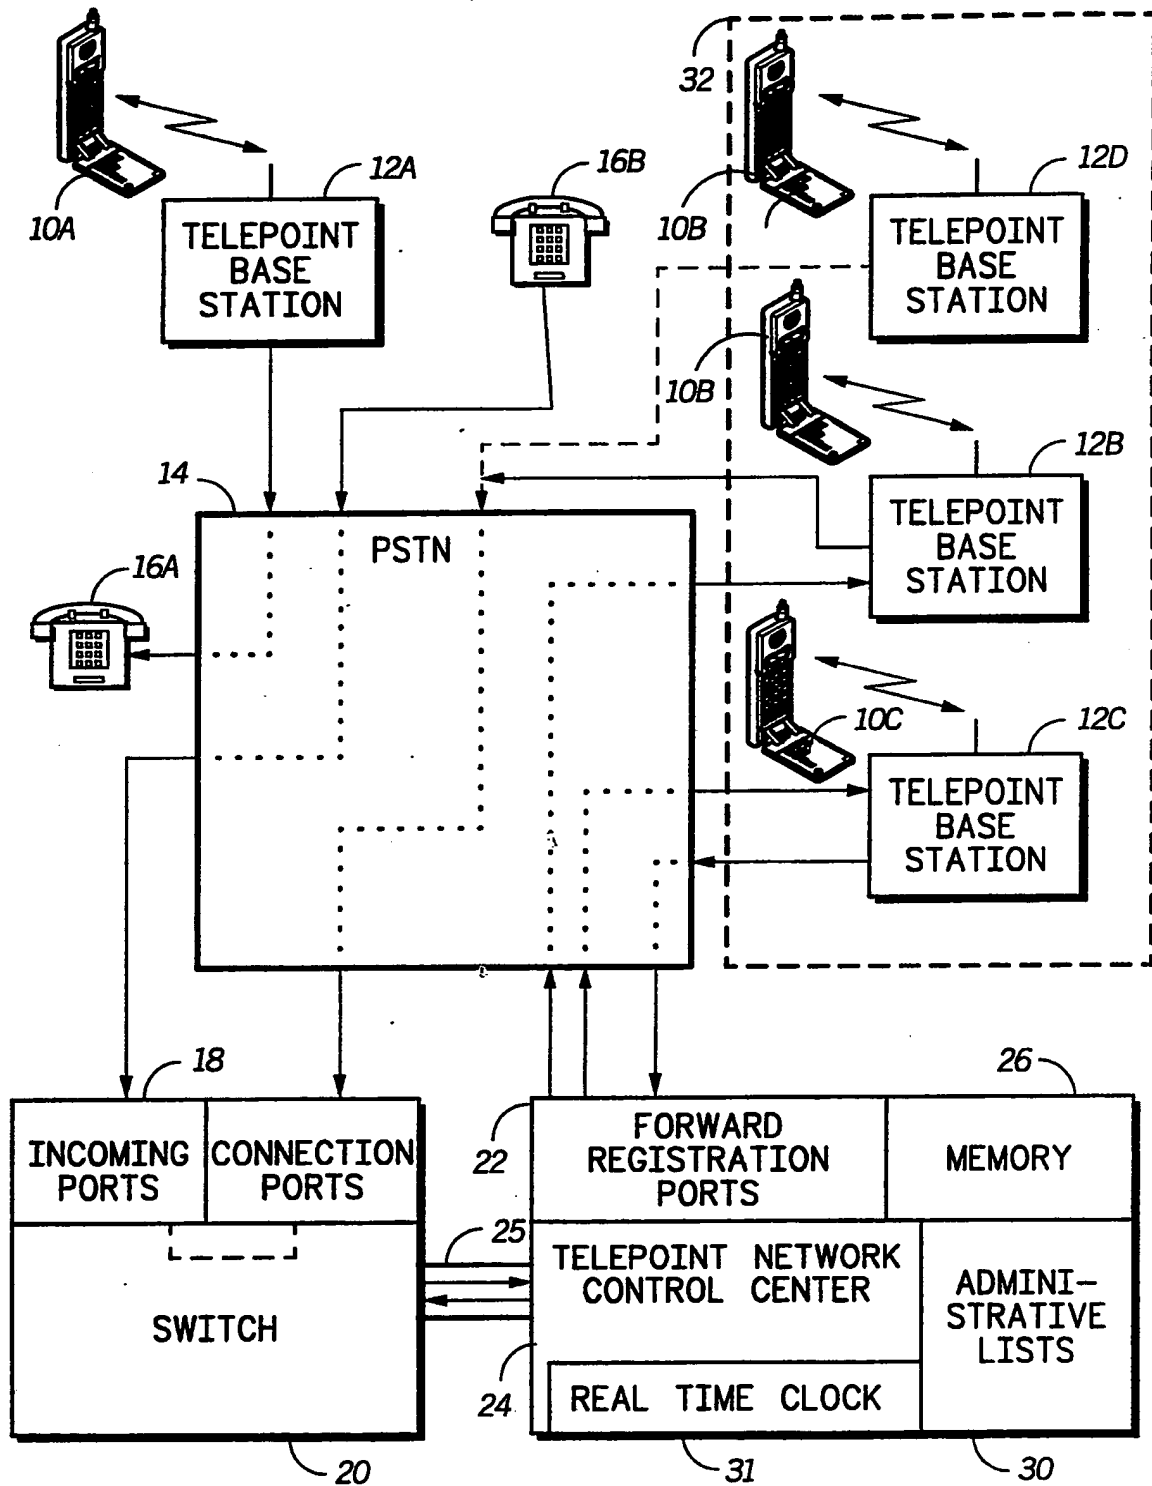 32
10A
12A
TELEPOINT
BASE
STATION
16B
10B
12D
TELEPOINT
BASE
STATION
10B
12B
TELEPOINT
BASE
STATION
14
PSTN
16A
10C
12C
TELEPOINT
BASE
STATION
18
INCOMING
PORTS
CONNECTION
PORTS
SWITCH
20
25
22
FORWARD
REGISTRATION
PORTS
26
MEMORY
TELEPOINT NETWORK
CONTROL CENTER
24
REAL TIME CLOCK
31
ADMINI-
STRATIVE
LISTS
30